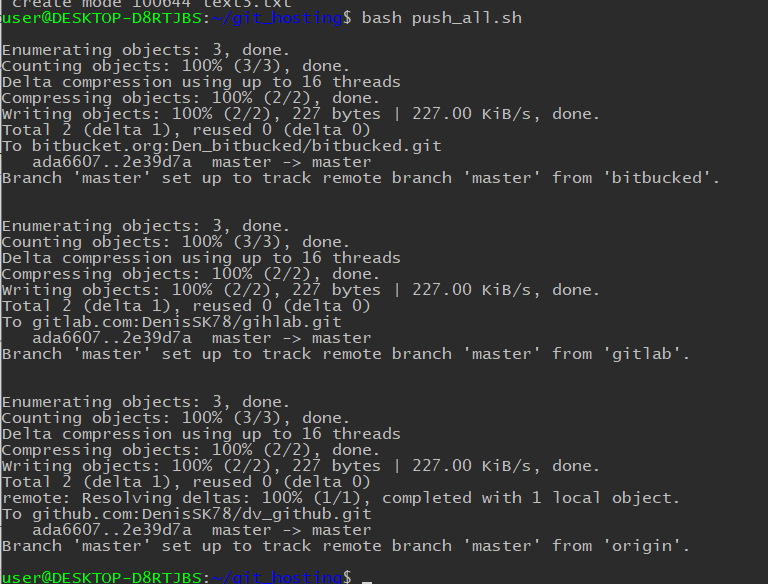 create mode 100644 text3.txt
user@DESKTOP-D8RTJBS:~/git_hosting$ bash push_all.sh
Enumerating objects: 3, done.
Counting objects: 100% (3/3), done.
Delta compression using up to 16 threads
Compressing objects: 100% (2/2), done.
Writing objects: 100% (2/2), 227 bytes | 227.00 KiB/s, done.
Total 2 (delta 1), reused 0 (delta 0)
To bitbucket.org:Den_bitbucked/bitbucked.git
   ada6607..2e39d7a  master -> master
Branch 'master' set up to track remote branch 'master' from 'bitbucked'.
Enumerating objects: 3, done.
Counting objects: 100% (3/3), done.
Delta compression using up to 16 threads
Compressing objects: 100% (2/2), done.
Writing objects: 100% (2/2), 227 bytes | 227.00 KiB/s, done.
Total 2 (delta 1), reused 0 (delta 0)
To gitlab.com:DenisSK78/gihlab.git
   ada6607..2e39d7a  master -> master
Branch 'master' set up to track remote branch 'master' from 'gitlab'.
Enumerating objects: 3, done.
Counting objects: 100% (3/3), done.
Delta compression using up to 16 threads
Compressing objects: 100% (2/2), done.
Writing objects: 100% (2/2), 227 bytes | 227.00 KiB/s, done.
Total 2 (delta 1), reused 0 (delta 0)
remote: Resolving deltas: 100% (1/1), completed with 1 local object.
To github.com:DenisSK78/dv_github.git
   ada6607..2e39d7a  master -> master
Branch 'master' set up to track remote branch 'master' from 'origin'.
user@DESKTOP-D8RTJBS:~/git_hosting$ _